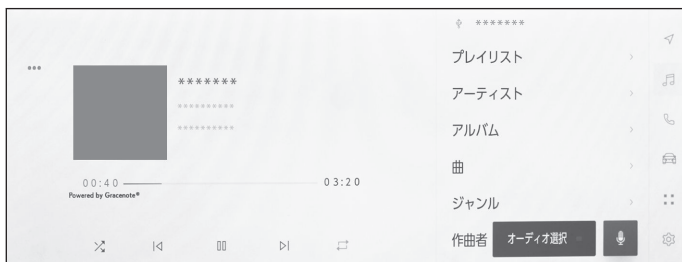 *******
**********
**********
00:40
03:20
Powered by Gracenote®
*******
プレイリスト
アーティスト
アルバム
曲
ジャンル
作曲者
オーディオ選択